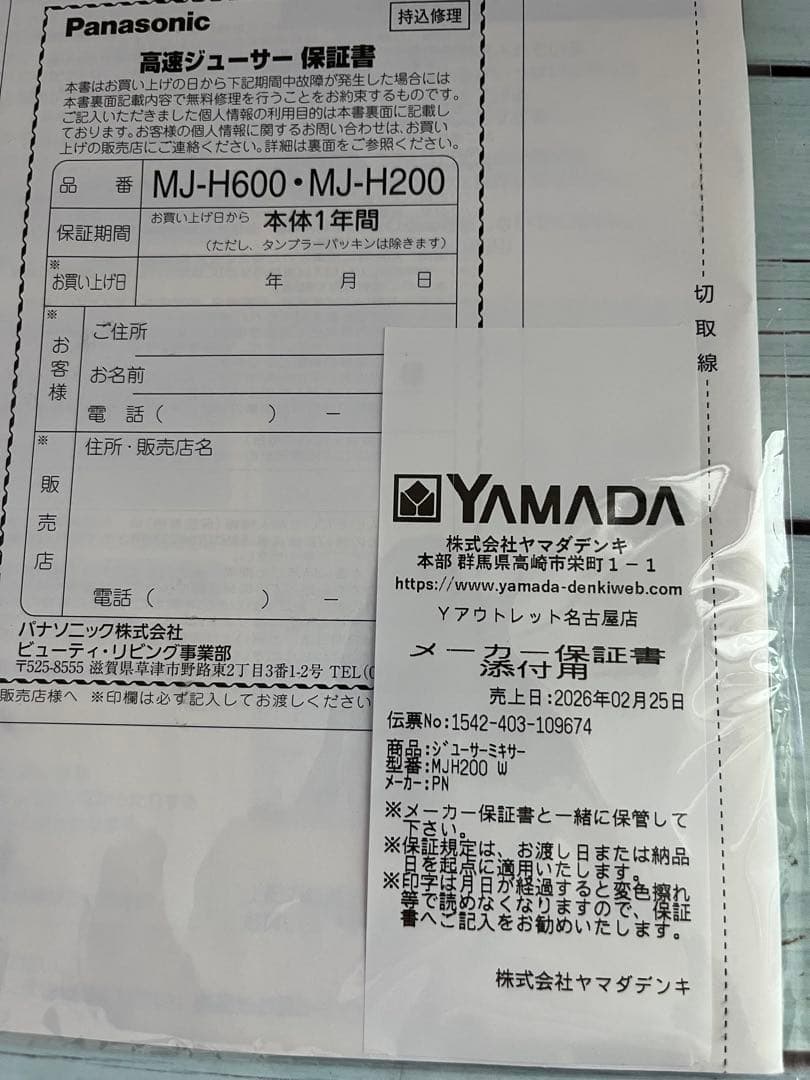 Panasonic
持込修理
高速ジューサー 保証書
本書はお買い上げの日から下記期間中故障が発生した場合には
本書裏面記載内容で無料修理を行うことをお約束するものです。
ご記入いただきました個人情報の利用目的は本書裏面に記載し
ております。お客様の個人情報に関するお問い合わせは、お買い
上げの販売店にご連絡ください。詳細は裏面をご参照ください。
品番 MJ-H600・MJ-H200
保証期間 お買い上げ日から 本体1年間
(ただし、タンブラーパッキンは除きます)
※お買い上げ日 年 月 日
※お客様
ご住所
お名前
電話( ) −
※販売店
住所・販売店名
電話( ) −
パナソニック株式会社
ビューティ・リビング事業部
〒525-8555 滋賀県草津市野路東2丁目3番1-2号 TEL(0
販売店様へ ※印欄は必ず記入してお渡しください
切取線
YAMADA
株式会社ヤマダデンキ
本部 群馬県高崎市栄町1-1
https://www.yamada-denkiweb.com
Yアウトレット名古屋店
メーカー保証書
添付用
売上日:2026年02月25日
伝票No:1542-403-109674
商品:ジューサーミキサー
型番:MJH200 W
メーカー:PN
※メーカー保証書と一緒に保管して
下さい。
※保証規定は、お渡し日または納品
日を起点に適用いたします。
※印字は月日が経過すると変色擦れ
等で読めなくなりますので、保証
書へご記入をお勧めいたします。
株式会社ヤマダデンキ